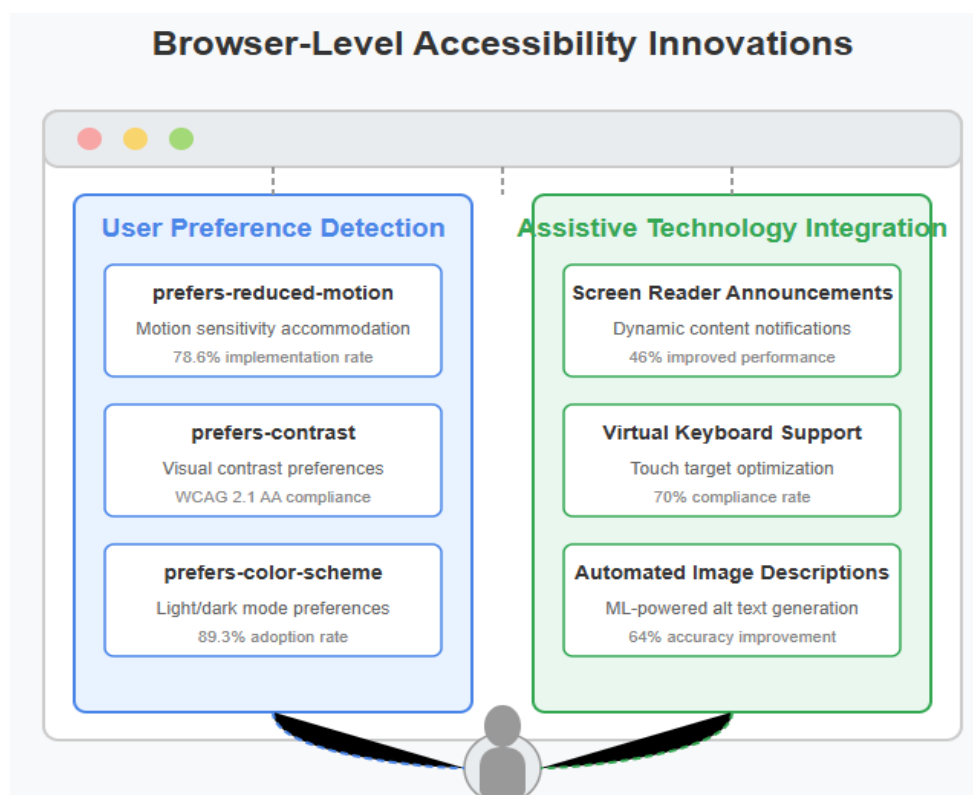 Browser-Level Accessibility Innovations
User Preference Detection
prefers-reduced-motion
Motion sensitivity accommodation
78.6% implementation rate
prefers-contrast
Visual contrast preferences
WCAG 2.1 AA compliance
prefers-color-scheme
Light/dark mode preferences
89.3% adoption rate
Assistive Technology Integration
Screen Reader Announcements
Dynamic content notifications
46% improved performance
Virtual Keyboard Support
Touch target optimization
70% compliance rate
Automated Image Descriptions
ML-powered alt text generation
64% accuracy improvement